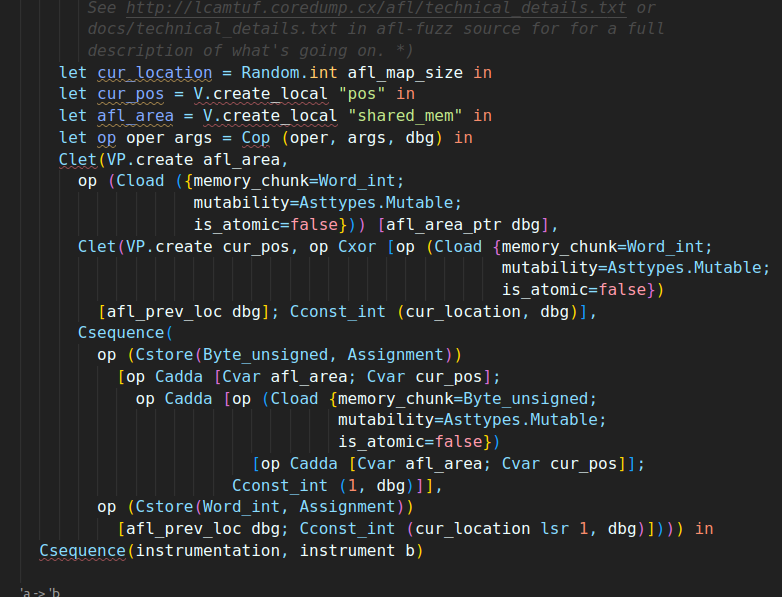 See http://lcamtuf.coredump.cx/afl/technical_details.txt or
docs/technical_details.txt in afl-fuzz source for for a full
description of what's going on. *)
let cur_location = Random.int afl_map_size in
let cur_pos = V.create_local "pos" in
let afl_area = V.create_local "shared_mem" in
let op oper args = Cop (oper, args, dbg) in
Clet(VP.create afl_area,
op (Cload ({memory_chunk=Word_int;
mutability=Asttypes.Mutable;
is_atomic=false})) [afl_area_ptr dbg],
Clet(VP.create cur_pos, op Cxor [op (Cload {memory_chunk=Word_int;
mutability=Asttypes.Mutable;
is_atomic=false})
[afl_prev_loc dbg]; Cconst_int (cur_location, dbg)],
Csequence(
op (Cstore(Byte_unsigned, Assignment))
[op Cadda [Cvar afl_area; Cvar cur_pos];
op Cadda [op (Cload {memory_chunk=Byte_unsigned;
mutability=Asttypes.Mutable;
is_atomic=false})
[op Cadda [Cvar afl_area; Cvar cur_pos]];
Cconst_int (1, dbg)]],
op (Cstore(Word_int, Assignment))
[afl_prev_loc dbg; Cconst_int (cur_location lsr 1, dbg)]))) in
Csequence(instrumentation, instrument b)
'a -> 'b